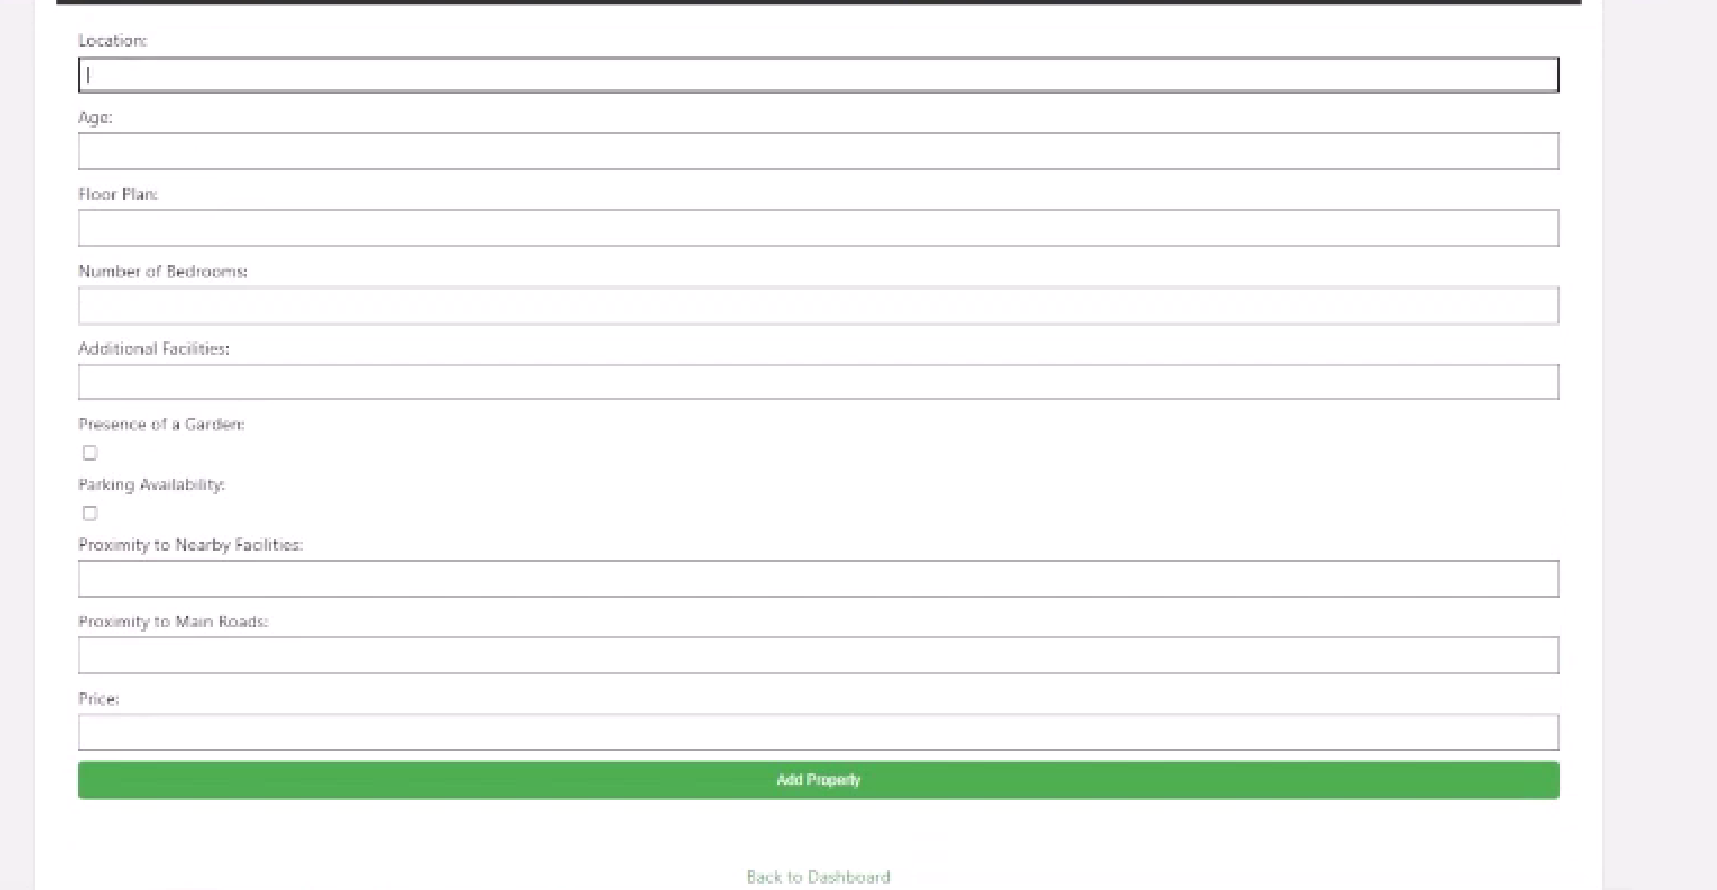 Location:
Age:
Floor Plan:
Number of Bedrooms:
Additional Facilities:
Presence of a Garden:
Parking Availability:
Proximity to Nearby Facilities:
Proximity to Main Roads:
Price:
Add Property
Back to Dashboard